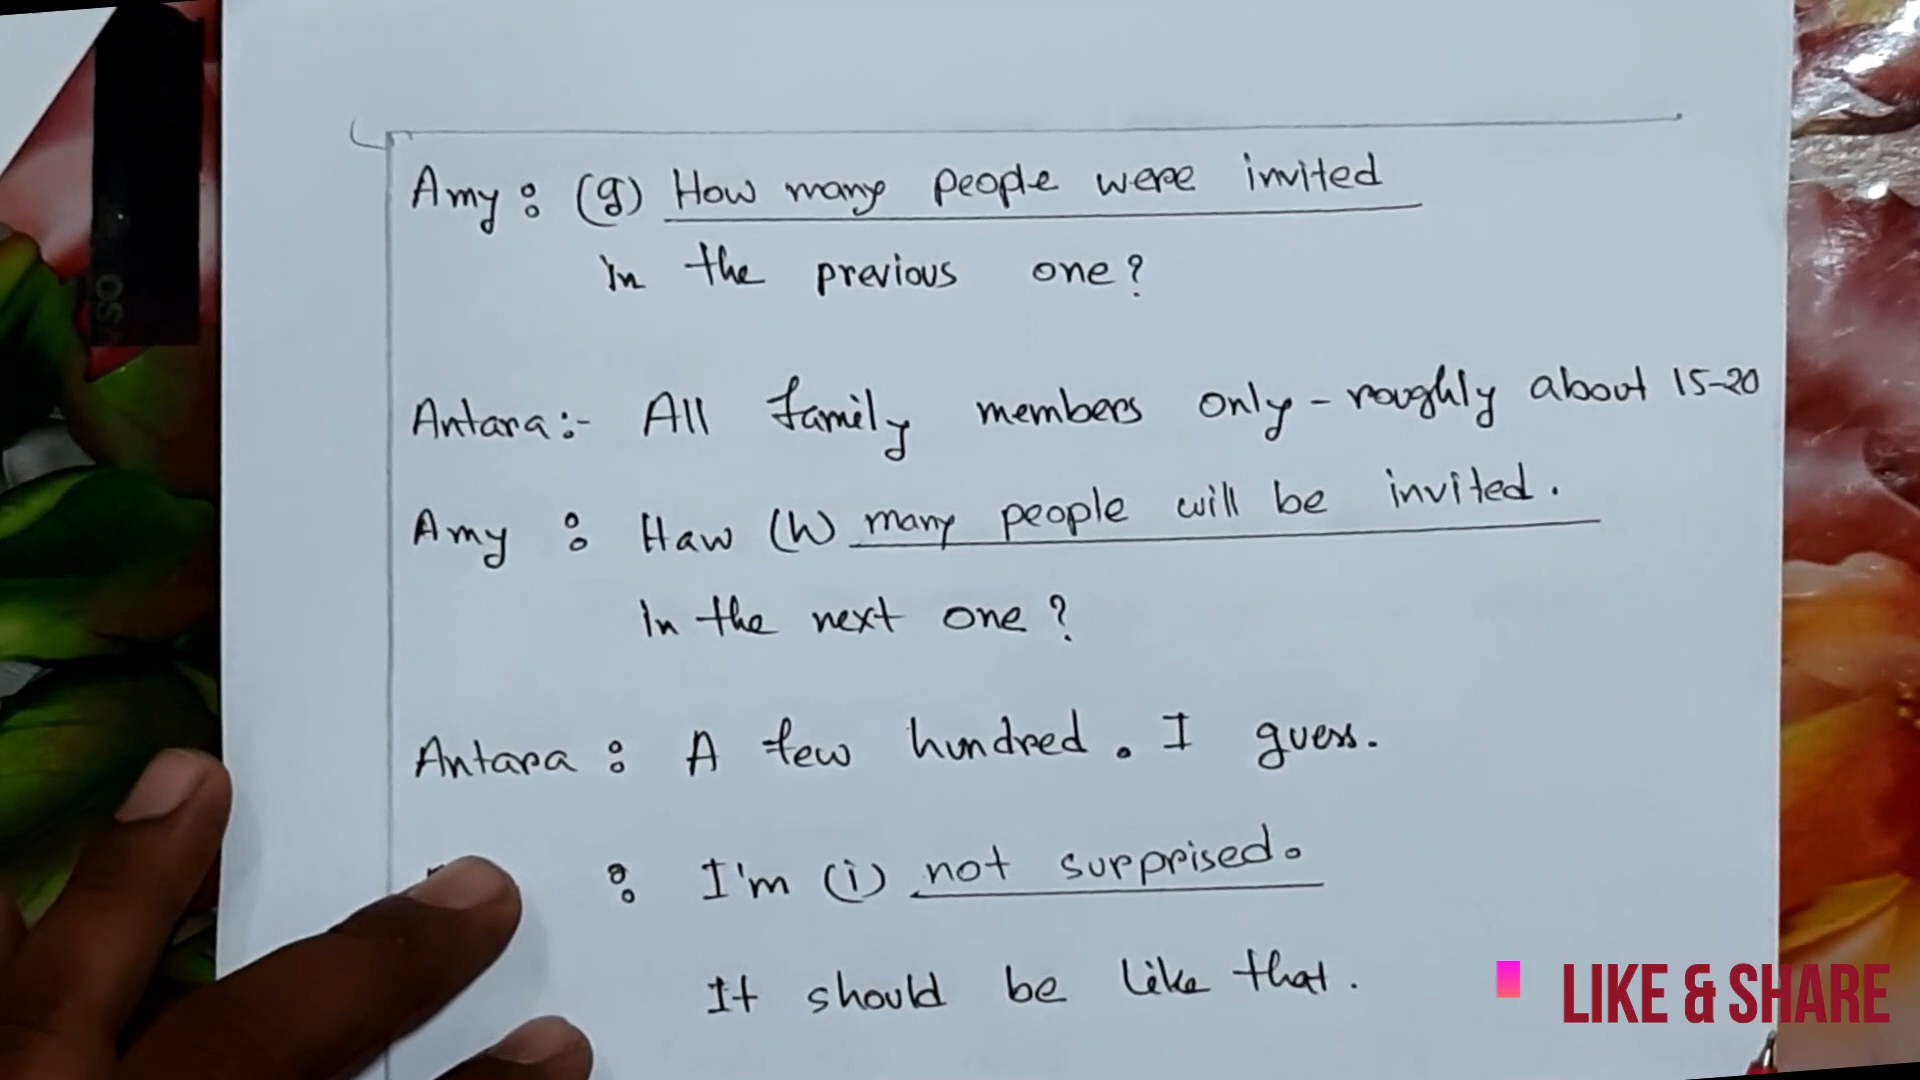 Amy: (g) How many people were invited
in the previous one?
Antara:- All family members only - roughly about 15-20
Amy : Haw (h) many people will be invited.
In the next one?
Antara : A few hundred. I guess.
: I'm (i) not surprised.
It should be like that.
LIKE & SHARE